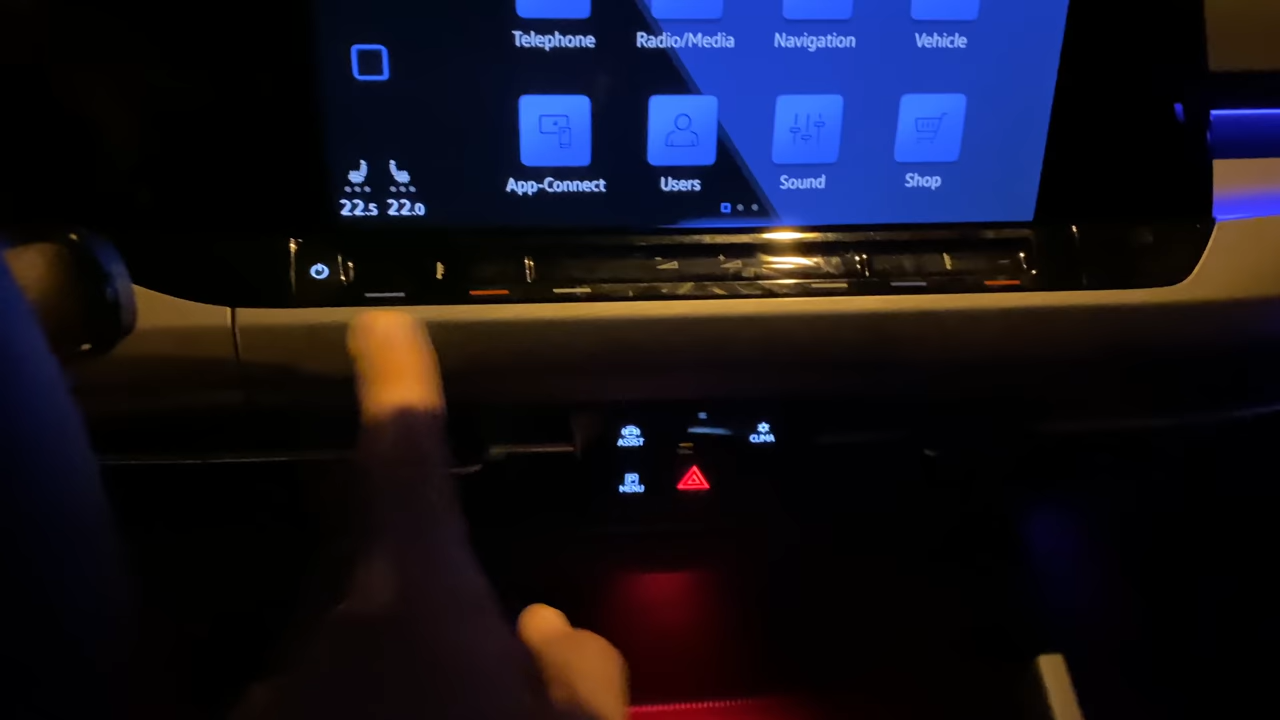 Telephone Radio/Media Navigation Vehicle
App-Connect Users Sound Shop
22.5 22.0
ASSIST CLIMA
P
MENU